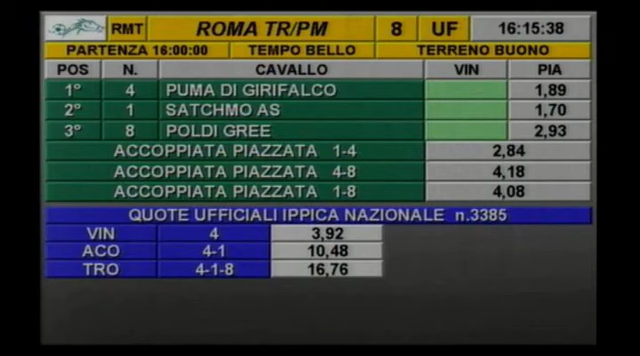 RMT ROMA TR/PM 8 UF 16:15:38
PARTENZA 16:00:00 TEMPO BELLO TERRENO BUONO
POS N. CAVALLO VIN PIA
1° 4 PUMA DI GIRIFALCO 1,89
2° 1 SATCHMO AS 1,70
3° 8 POLDI GREE 2,93
ACCOPPIATA PIAZZATA 1-4 2,84
ACCOPPIATA PIAZZATA 4-8 4,18
ACCOPPIATA PIAZZATA 1-8 4,08
QUOTE UFFICIALI IPPICA NAZIONALE n.3385
VIN 4 3,92
ACO 4-1 10,48
TRO 4-1-8 16,76